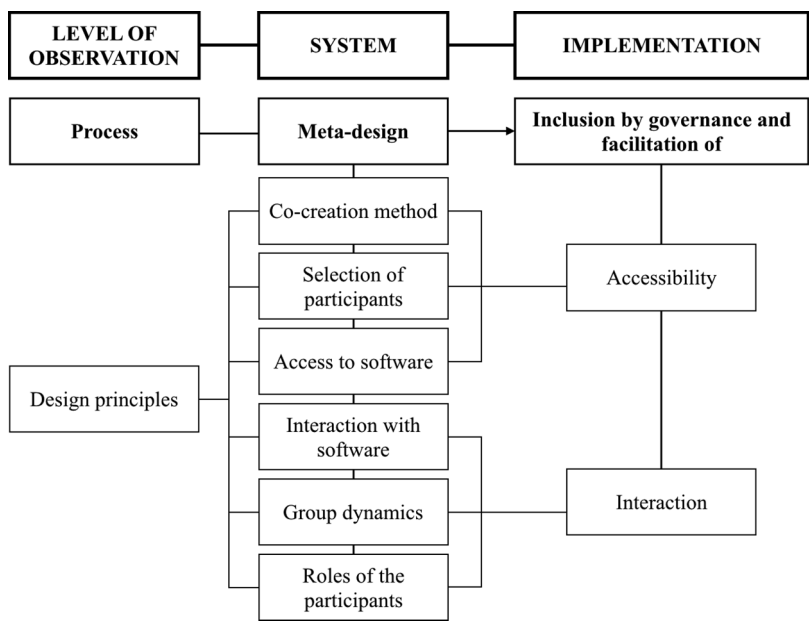 LEVEL OF
OBSERVATION
SYSTEM
IMPLEMENTATION
Process
Meta-design
Inclusion by governance and
facilitation of
Co-creation method
Selection of
participants
Accessibility
Access to software
Design principles
Interaction with
software
Group dynamics
Interaction
Roles of the
participants